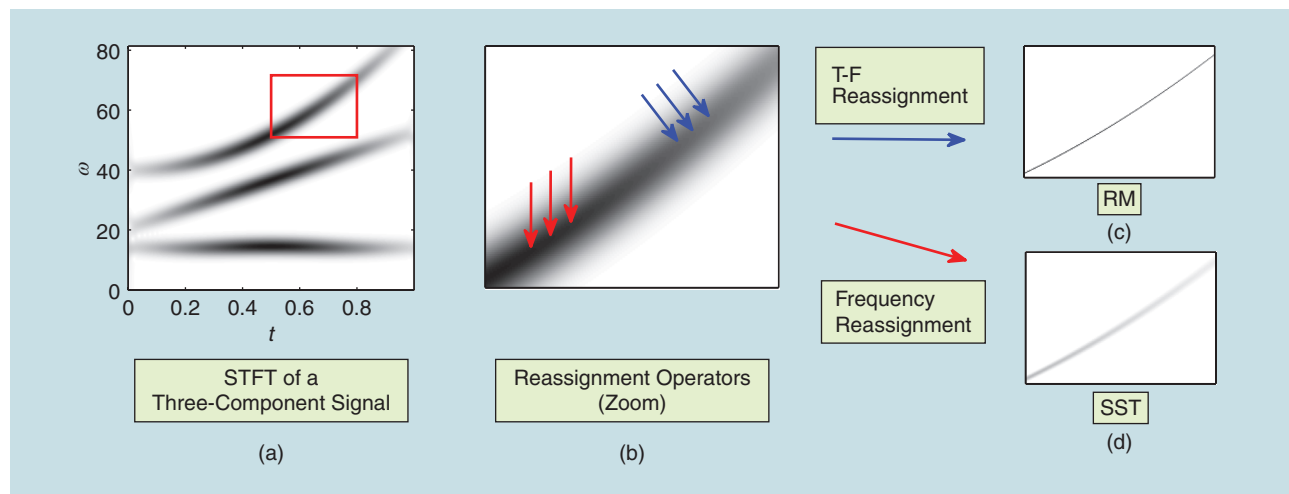 80
60
40
20
0
ω
0 0.2 0.4 0.6 0.8
t
STFT of a
Three-Component Signal
(a)
Reassignment Operators
(Zoom)
(b)
T-F
Reassignment
Frequency
Reassignment
RM
(c)
SST
(d)